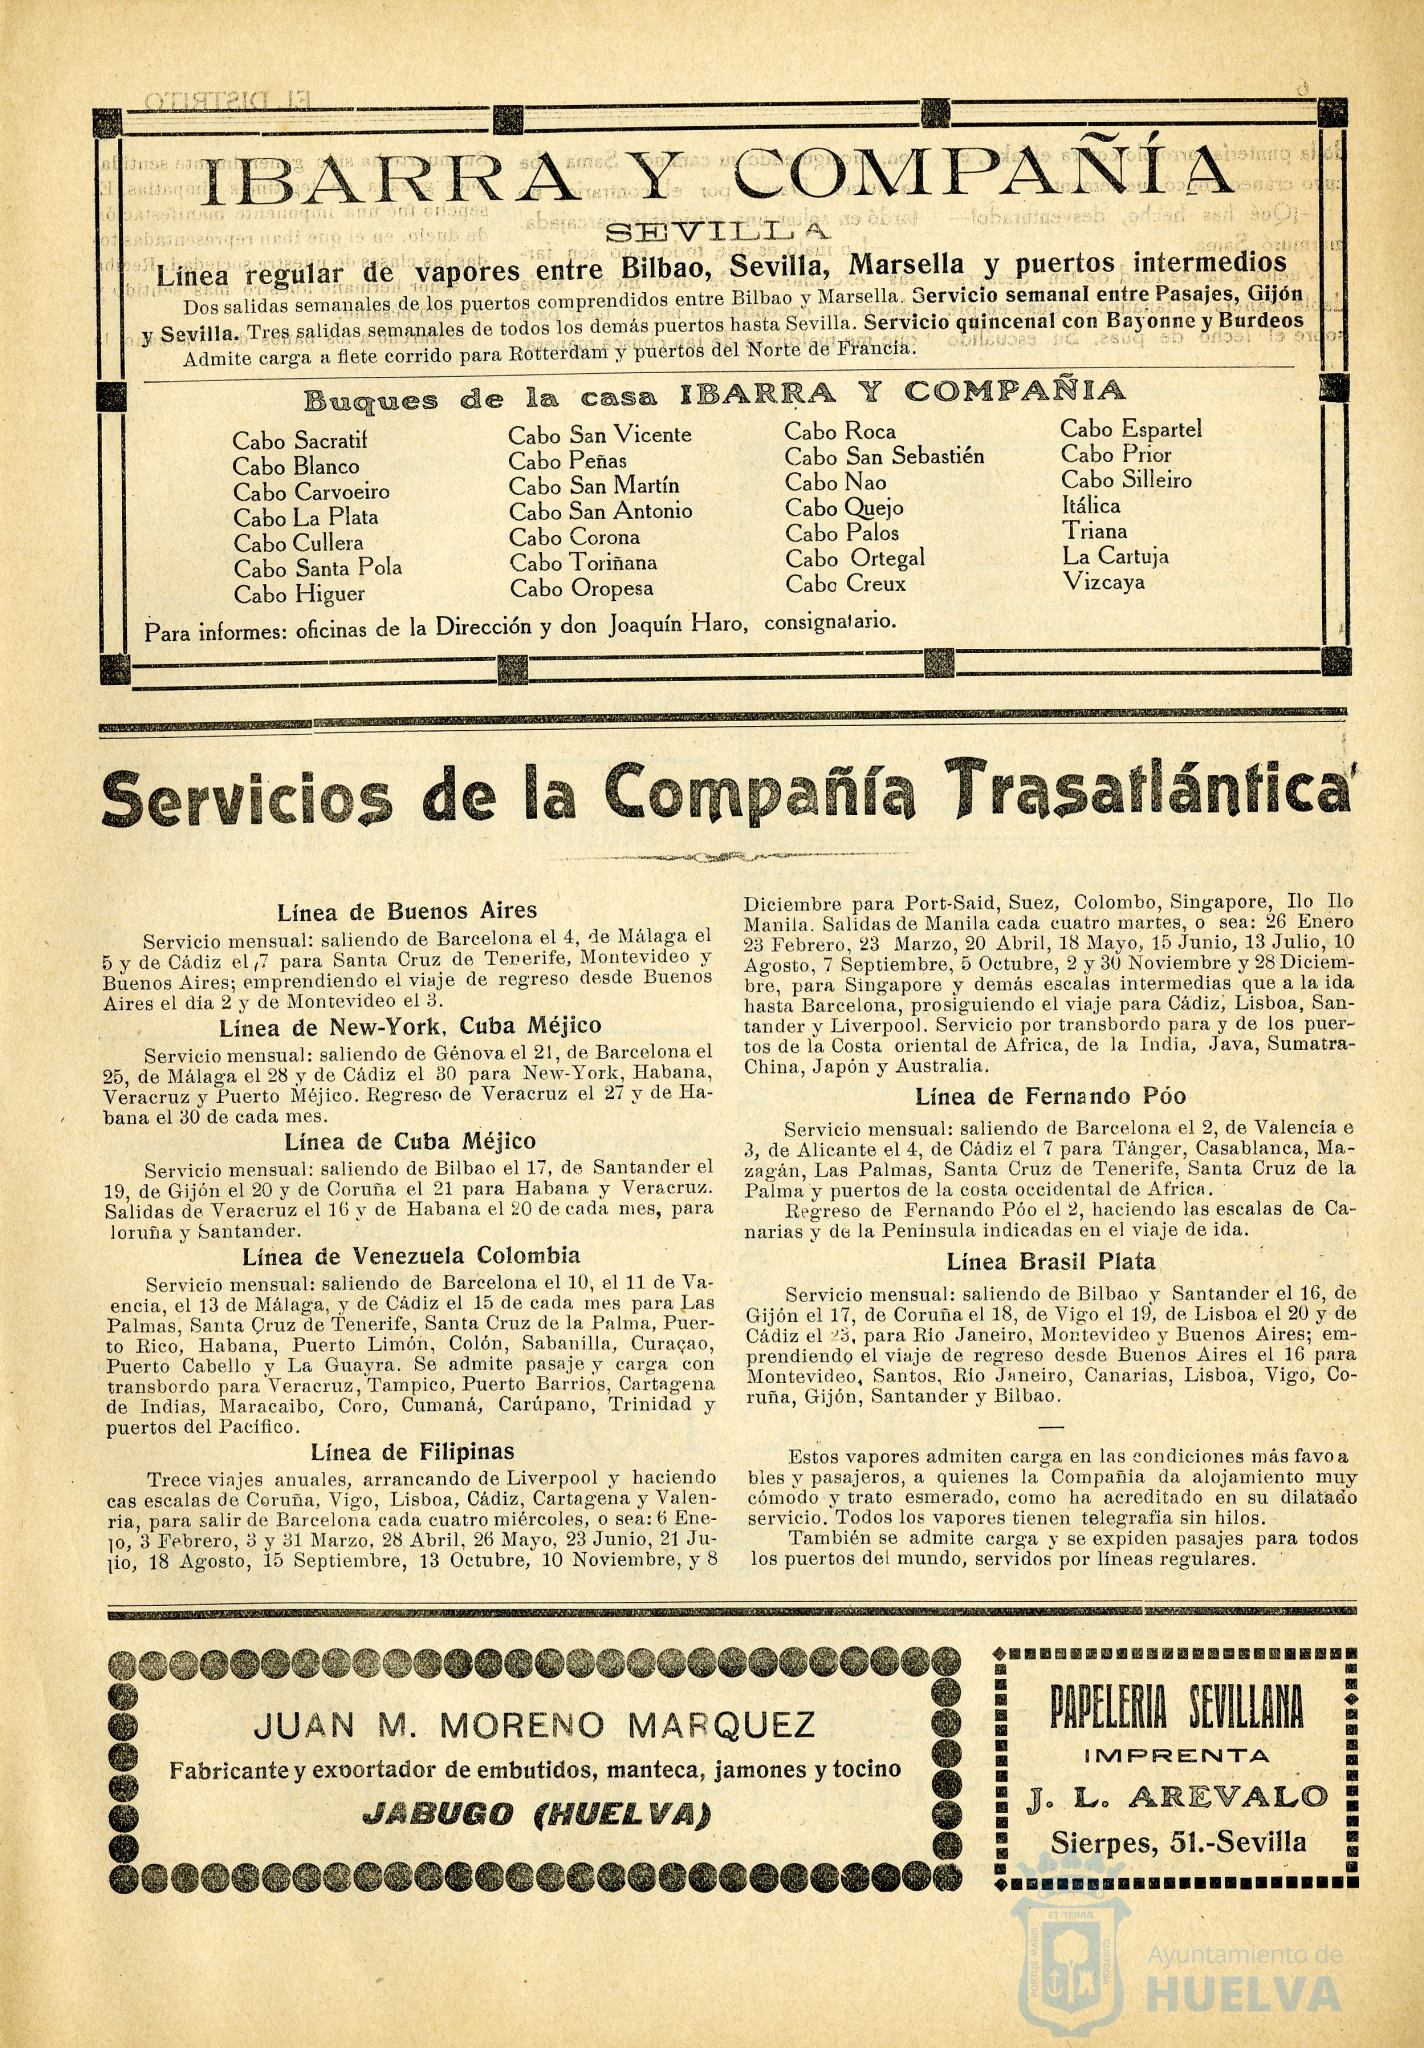 IBARRA Y COMPAÑÍA
SEVILLA
Línea regular de vapores entre Bilbao, Sevilla, Marsella y puertos intermedios
Dos salidas semanales de los puertos comprendidos entre Bilbao y Marsella. Servicio semanal entre Pasajes, Gijón
y Sevilla. Tres salidas semanales de todos los demás puertos hasta Sevilla. Servicio quincenal con Bayonne y Burdeos
Admite carga a flete corrido para Rotterdam y puertos del Norte de Francia.
Buques de la casa IBARRA Y COMPAÑIA
Cabo Sacratif
Cabo Blanco
Cabo Carvoeiro
Cabo La Plata
Cabo Cullera
Cabo Santa Pola
Cabo Higuer
Cabo San Vicente
Cabo Peñas
Cabo San Martín
Cabo San Antonio
Cabo Corona
Cabo Toriñana
Cabo Oropesa
Cabo Roca
Cabo San Sebastién
Cabo Nao
Cabo Quejo
Cabo Palos
Cabo Ortegal
Cabo Creux
Cabo Espartel
Cabo Prior
Cabo Silleiro
Itálica
Triana
La Cartuja
Vizcaya
Para informes: oficinas de la Dirección y don Joaquín Haro, consignatario.
Servicios de la Compañía Trasatlántica
Línea de Buenos Aires
Servicio mensual: saliendo de Barcelona el 4, de Málaga el
5 y de Cádiz el 7 para Santa Cruz de Tenerife, Montevideo y
Buenos Aires; emprendiendo el viaje de regreso desde Buenos
Aires el día 2 y de Montevideo el 3.
Línea de New-York, Cuba Méjico
Servicio mensual: saliendo de Génova el 21, de Barcelona el
25, de Málaga el 28 y de Cádiz el 30 para New-York, Habana,
Veracruz y Puerto Méjico. Regreso de Veracruz el 27 y de Ha-
bana el 30 de cada mes.
Línea de Cuba Méjico
Servicio mensual: saliendo de Bilbao el 17, de Santander el
19, de Gijón el 20 y de Coruña el 21 para Habana y Veracruz.
Salidas de Veracruz el 16 y de Habana el 20 de cada mes, para
loruña y Santander.
Línea de Venezuela Colombia
Servicio mensual: saliendo de Barcelona el 10, el 11 de Va-
encia, el 13 de Málaga, y de Cádiz el 15 de cada mes para Las
Palmas, Santa Cruz de Tenerife, Santa Cruz de la Palma, Puer-
to Rico, Habana, Puerto Limón, Colón, Sabanilla, Curaçao,
Puerto Cabello y La Guayra. Se admite pasaje y carga con
transbordo para Veracruz, Tampico, Puerto Barrios, Cartagena
de Indias, Maracaibo, Coro, Cumaná, Carúpano, Trinidad y
puertos del Pacífico.
Línea de Filipinas
Trece viajes anuales, arrancando de Liverpool y haciendo
cas escalas de Coruña, Vigo, Lisboa, Cádiz, Cartagena y Valen-
ria, para salir de Barcelona cada cuatro miércoles, o sea: 6 Ene-
jo, 3 Febrero, 3 y 31 Marzo, 28 Abril, 26 Mayo, 23 Junio, 21 Ju-
lio, 18 Agosto, 15 Septiembre, 13 Octubre, 10 Noviembre, y 8
Diciembre para Port-Said, Suez, Colombo, Singapore, Ilo Ilo
Manila. Salidas de Manila cada cuatro martes, o sea: 26 Enero
23 Febrero, 23 Marzo, 20 Abril, 18 Mayo, 15 Junio, 13 Julio, 10
Agosto, 7 Septiembre, 5 Octubre, 2 y 30 Noviembre y 28 Diciem-
bre, para Singapore y demás escalas intermedias que a la ida
hasta Barcelona, prosiguiendo el viaje para Cádiz, Lisboa, San-
tander y Liverpool. Servicio por transbordo para y de los puer-
tos de la Costa oriental de Africa, de la India, Java, Sumatra-
China, Japón y Australia.
Línea de Fernando Póo
Servicio mensual: saliendo de Barcelona el 2, de Valencia e
3, de Alicante el 4, de Cádiz el 7 para Tánger, Casablanca, Ma-
zagán, Las Palmas, Santa Cruz de Tenerife, Santa Cruz de la
Palma y puertos de la costa occidental de Africa.
Regreso de Fernando Póo el 2, haciendo las escalas de Ca-
narias y de la Península indicadas en el viaje de ida.
Línea Brasil Plata
Servicio mensual: saliendo de Bilbao y Santander el 16, de
Gijón el 17, de Coruña el 18, de Vigo el 19, de Lisboa el 20 y de
Cádiz el 23, para Río Janeiro, Montevideo y Buenos Aires; em-
prendiendo el viaje de regreso desde Buenos Aires el 16 para
Montevideo, Santos, Río Janeiro, Canarias, Lisboa, Vigo, Co-
ruña, Gijón, Santander y Bilbao.
Estos vapores admiten carga en las condiciones más favo a
bles y pasajeros, a quienes la Compañía da alojamiento muy
cómodo y trato esmerado, como ha acreditado en su dilatado
servicio. Todos los vapores tienen telegrafía sin hilos.
También se admite carga y se expiden pasajes para todos
los puertos del mundo, servidos por líneas regulares.
JUAN M. MORENO MARQUEZ
Fabricante y exportador de embutidos, manteca, jamones y tocino
JABUGO (HUELVA)
PAPELERIA SEVILLANA
IMPRENTA
J. L. AREVALO
Sierpes, 51.-Sevilla
PORTUS MARIS
ET TERRAE
CUSTODIA
Ayuntamiento de
HUELVA